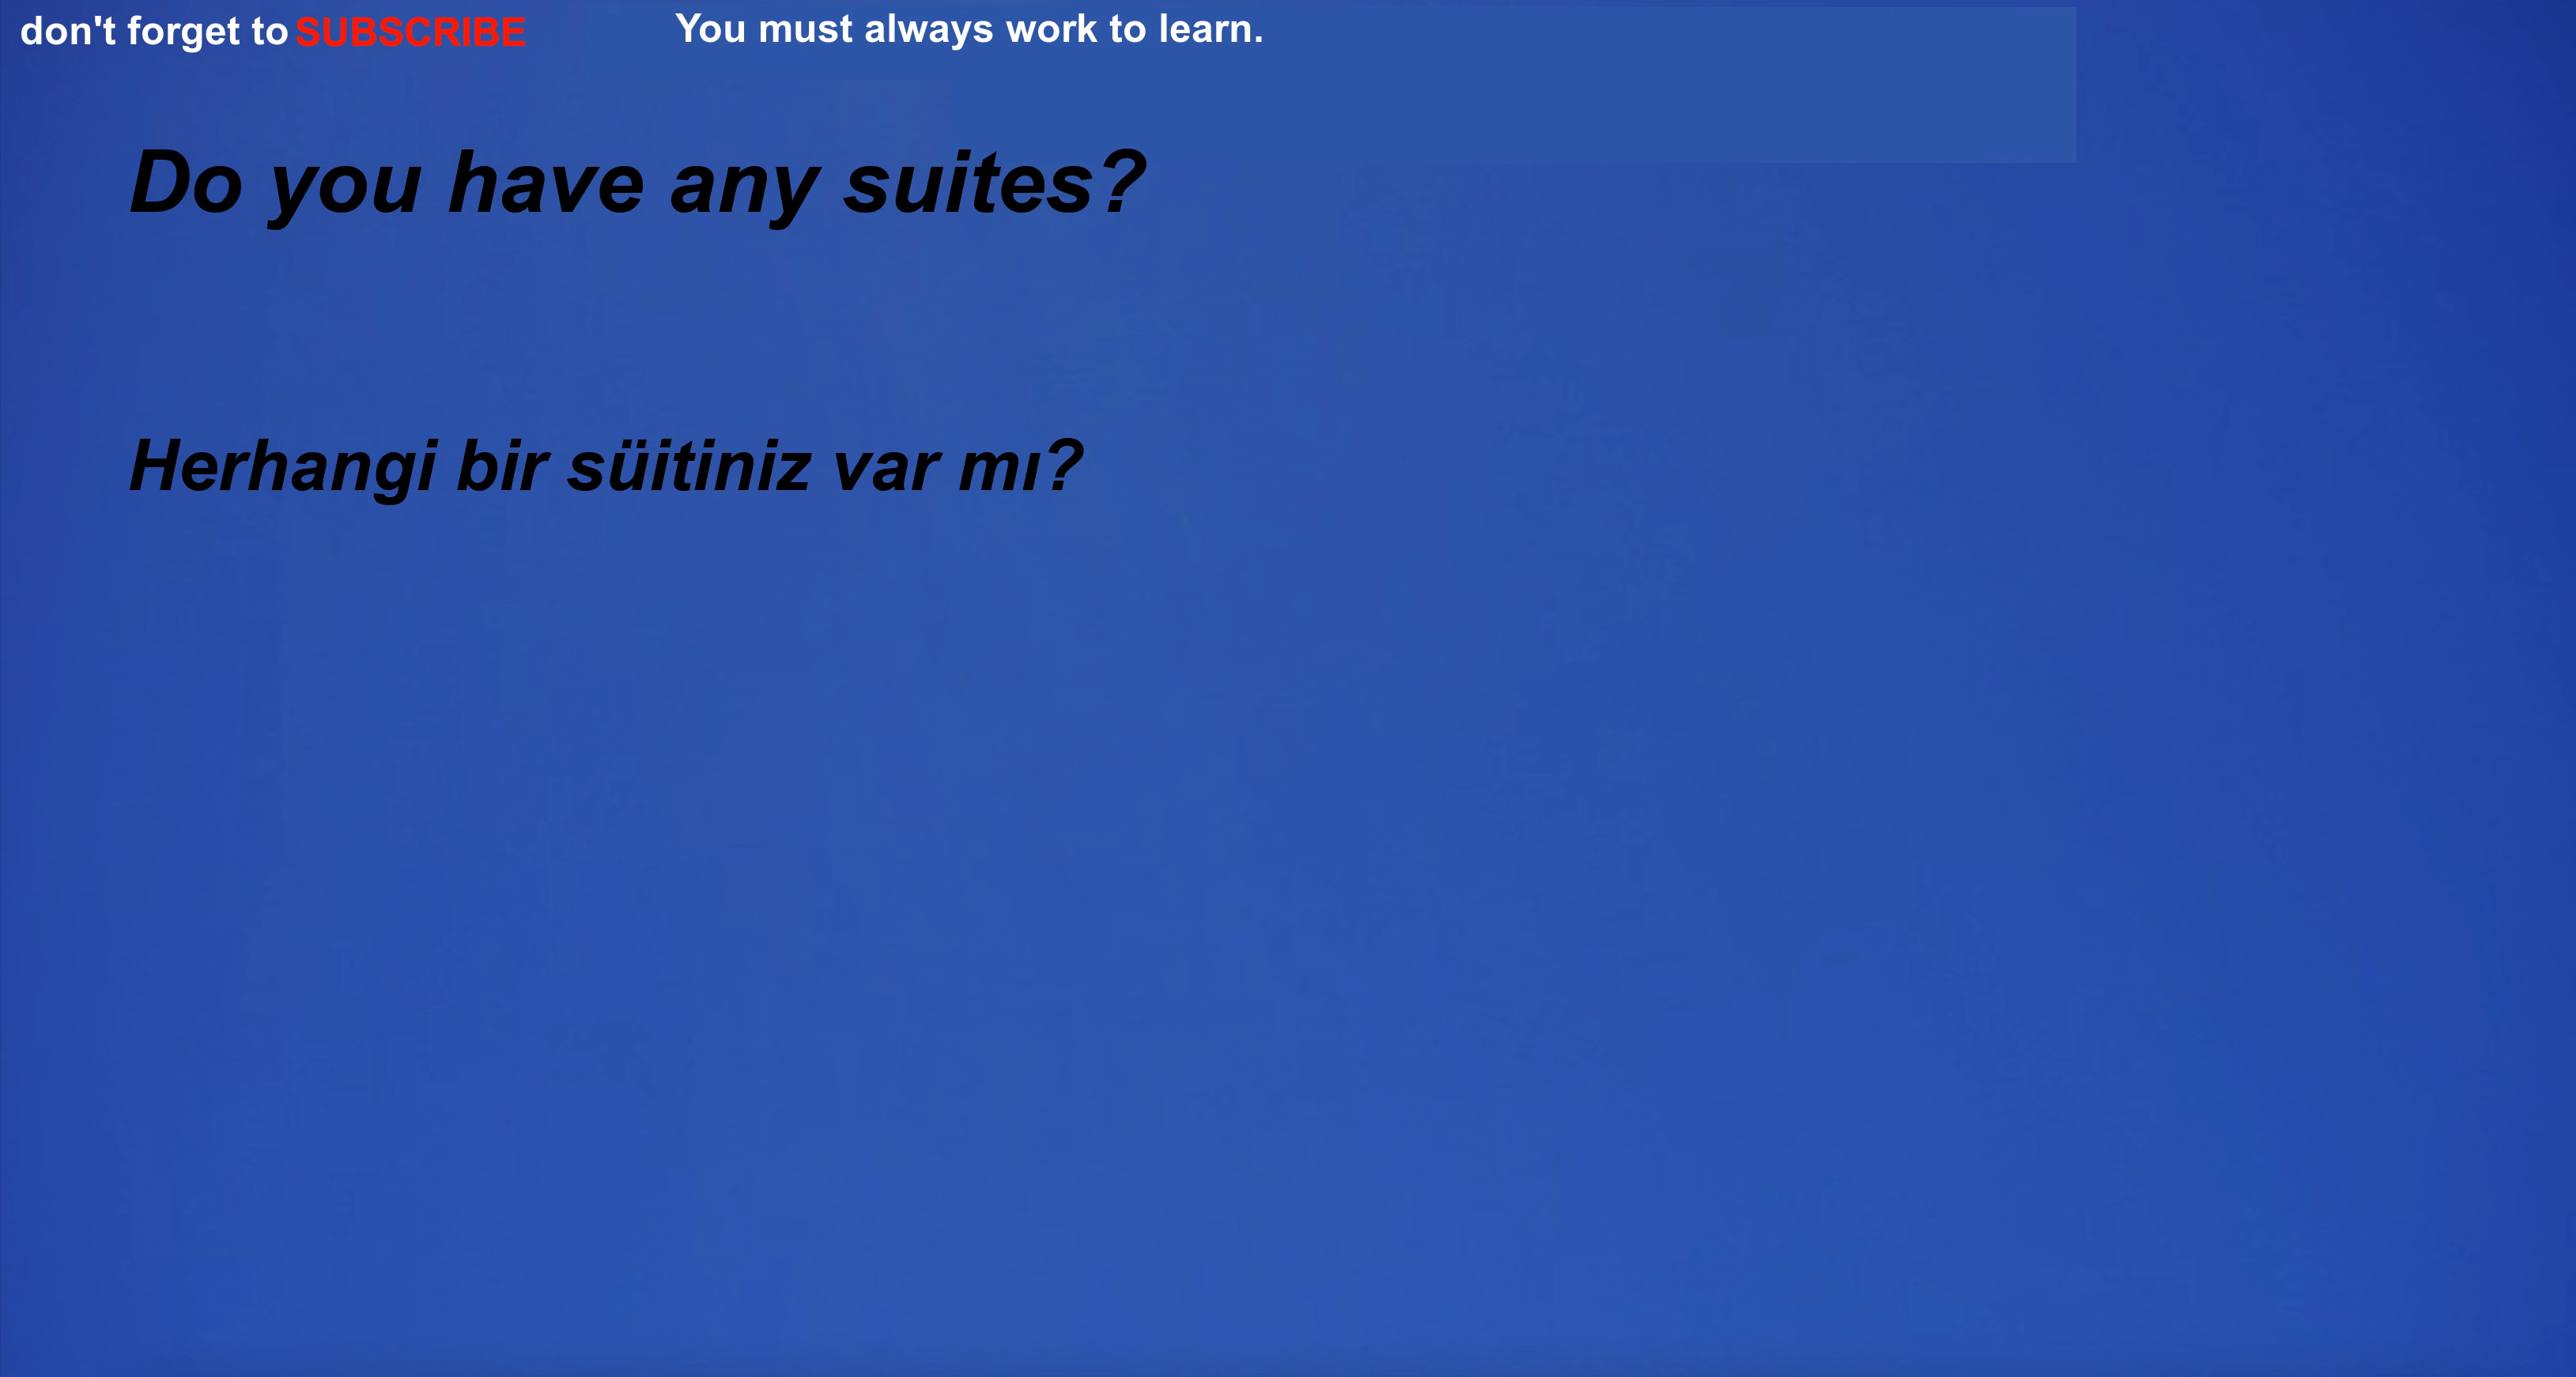 don't forget to SUBSCRIBE
You must always work to learn.
Do you have any suites?
Herhangi bir süitiniz var mı?